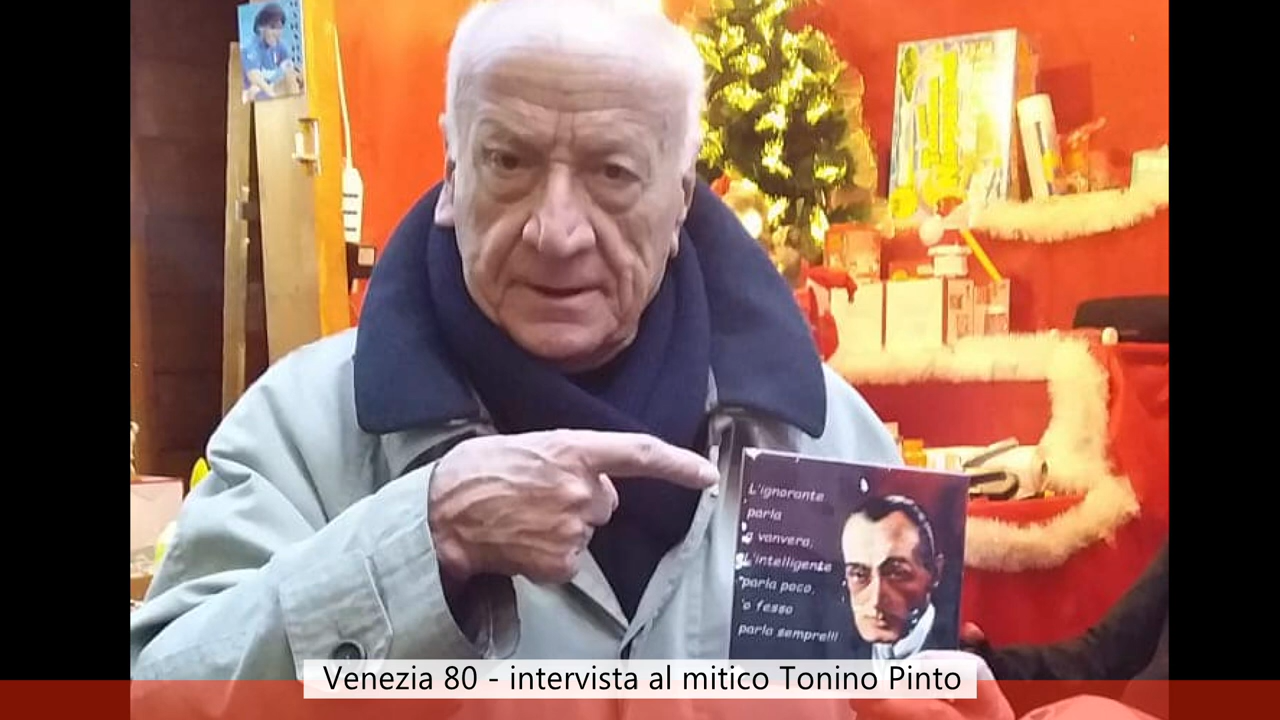 L'ignorante
parla
a vanvera,
L'intelligente
parla poco,
'o fesso
parla sempre!!!
Venezia 80 - intervista al mitico Tonino Pinto